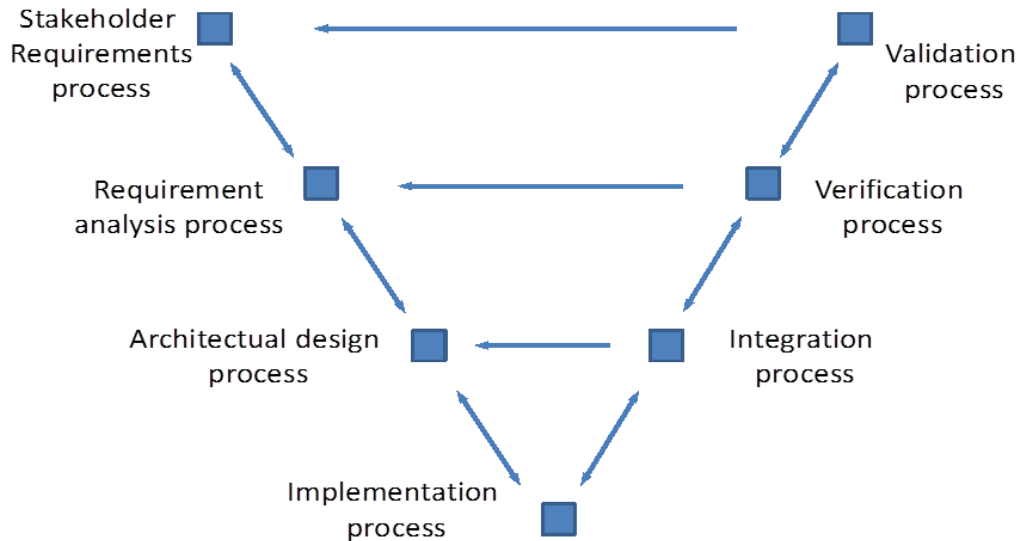 Stakeholder
Requirements
process
Validation
process
Requirement
analysis process
Verification
process
Architectual design
process
Integration
process
Implementation
process